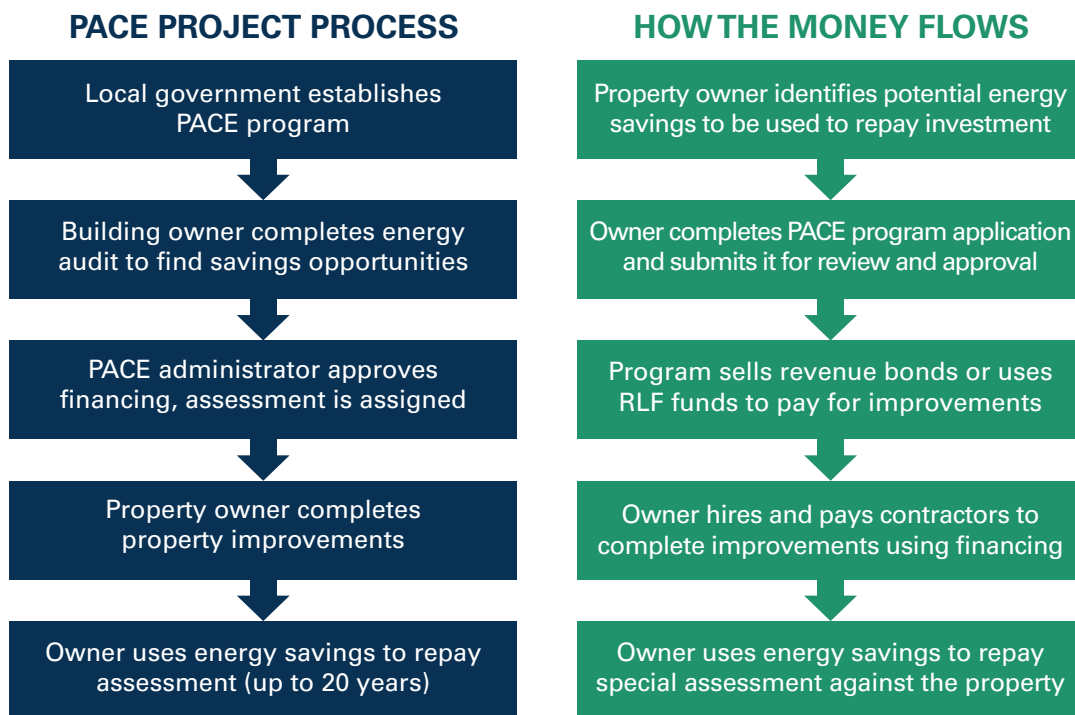 PACE PROJECT PROCESS
Local government establishes
PACE program
Building owner completes energy
audit to find savings opportunities
PACE administrator approves
financing, assessment is assigned
Property owner completes
property improvements
Owner uses energy savings to repay
assessment (up to 20 years)
HOW THE MONEY FLOWS
Property owner identifies potential energy
savings to be used to repay investment
Owner completes PACE program application
and submits it for review and approval
Program sells revenue bonds or uses
RLF funds to pay for improvements
Owner hires and pays contractors to
complete improvements using financing
Owner uses energy savings to repay
special assessment against the property